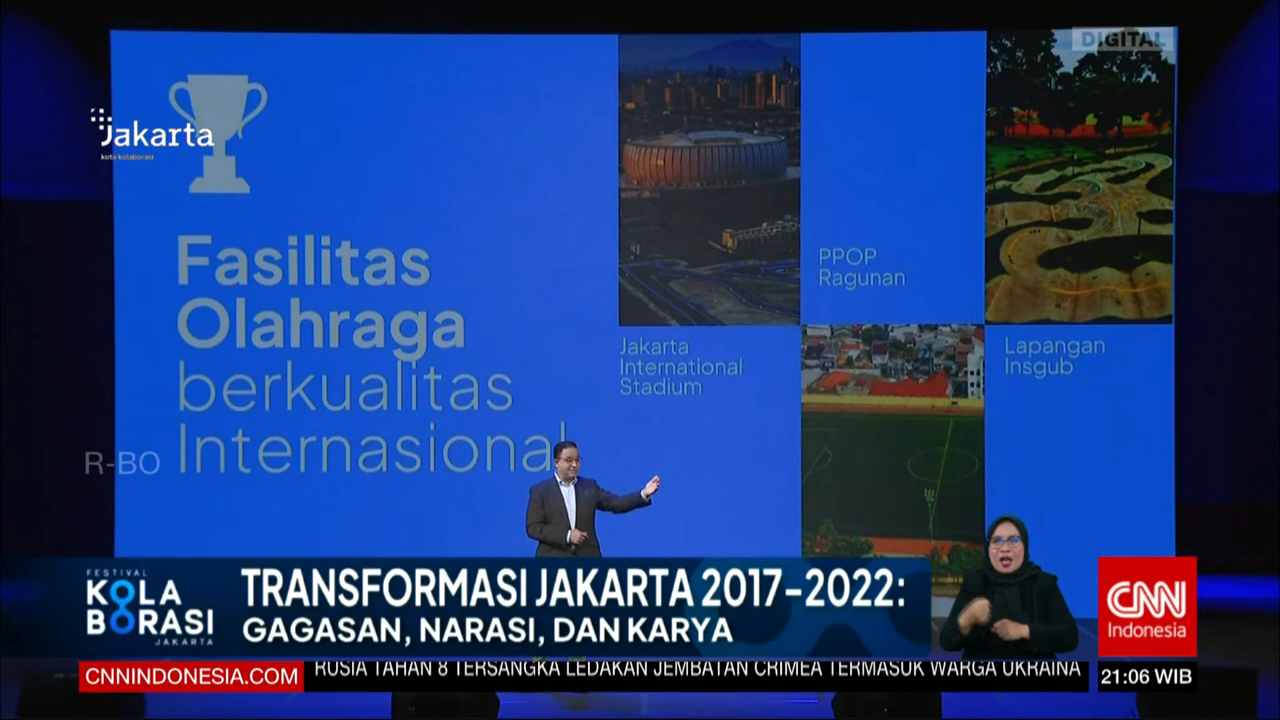 DIGITAL
Jakarta
kota kolaborasi
Fasilitas
Olahraga
berkualitas
Internasional
R-BO
PPOP
Ragunan
Jakarta
International
Stadium
Lapangan
Insgub
FESTIVAL
KOLA
BORASI
JAKARTA
TRANSFORMASI JAKARTA 2017-2022:
GAGASAN, NARASI, DAN KARYA
CNN
Indonesia
CNNINDONESIA.COM
RUSIA TAHAN 8 TERSANGKA LEDAKAN JEMBATAN CRIMEA TERMASUK WARGA UKRAINA
21:06 WIB